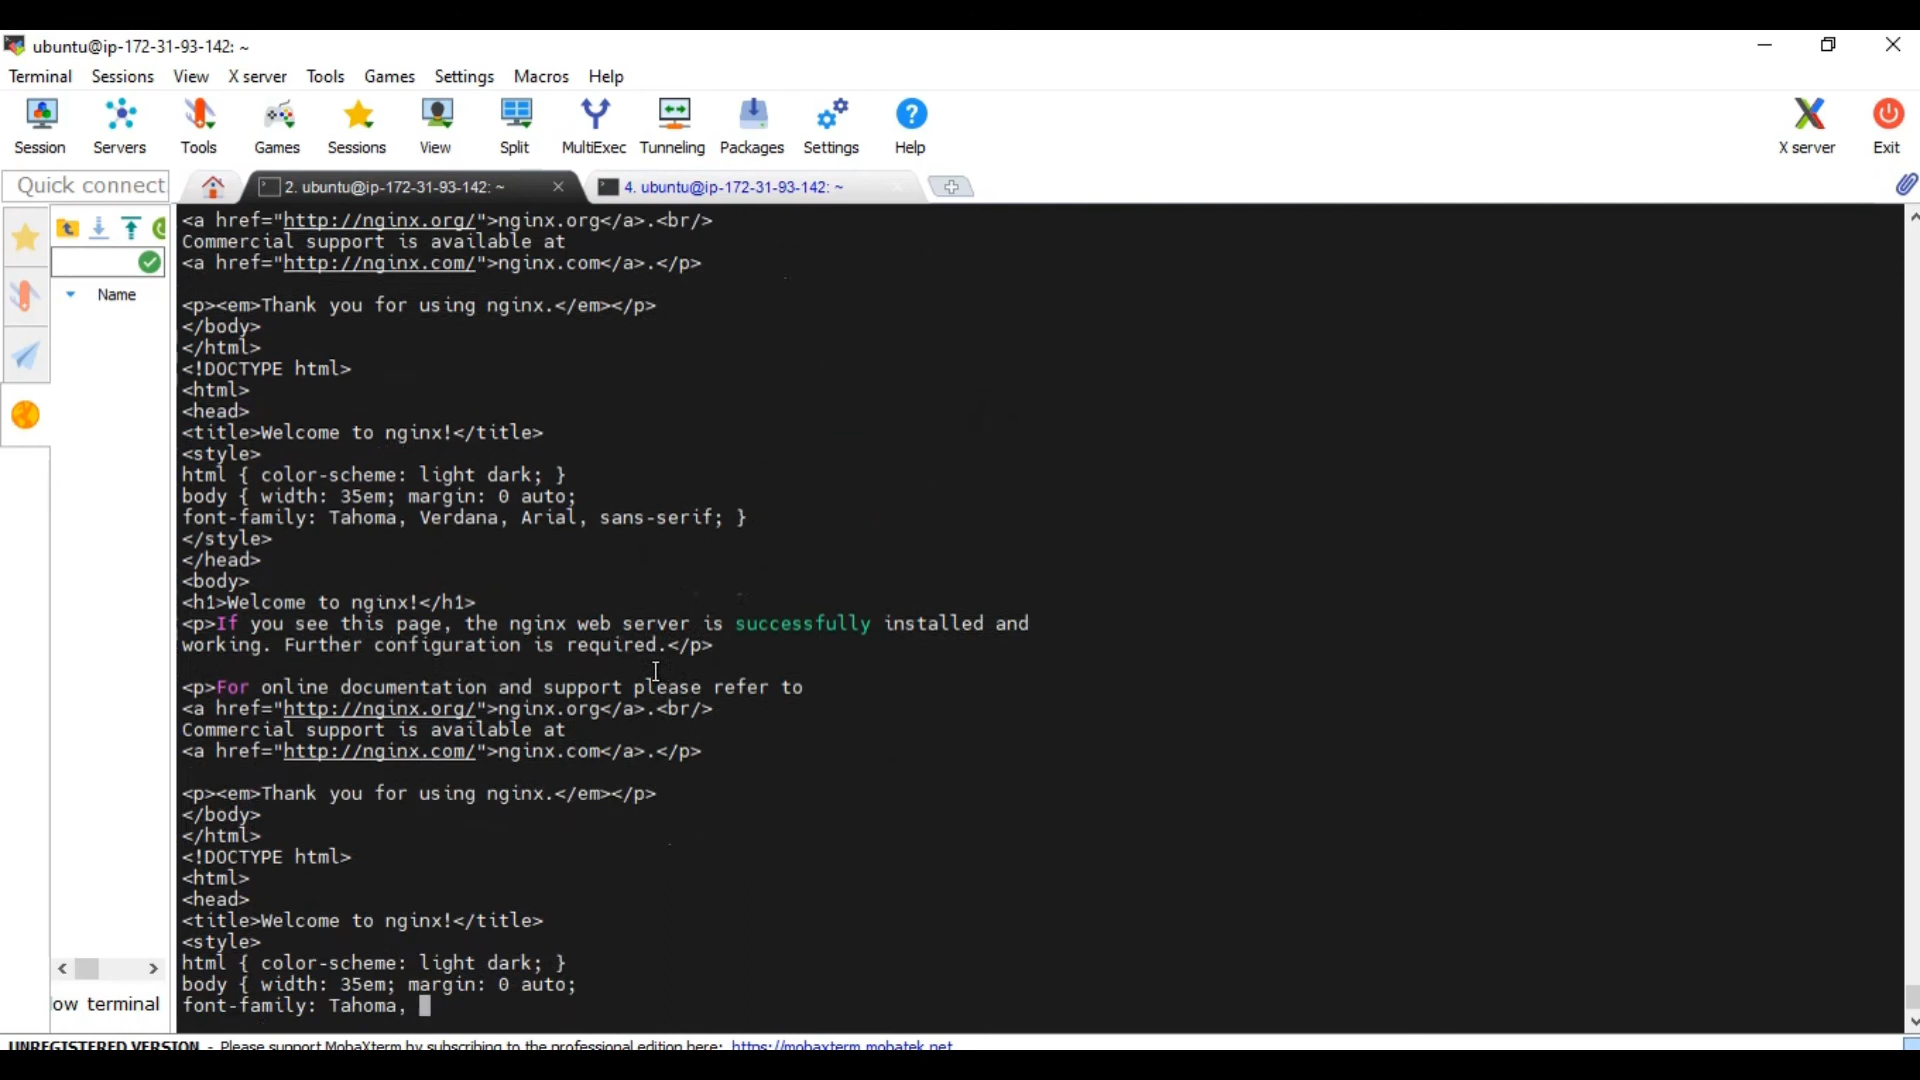 ubuntu@ip-172-31-93-142: ~
Terminal Sessions View X server Tools Games Settings Macros Help
Session Servers Tools Games Sessions View Split MultiExec Tunneling Packages Settings Help X server Exit
Quick connect. 2. ubuntu@ip-172-31-93-142: ~ 4. ubuntu@ip-172-31-93-142: ~
Name
<a href="http://nginx.org/">nginx.org</a>.<br/>
Commercial support is available at
<a href="http://nginx.com/">nginx.com</a>.</p>
<p><em>Thank you for using nginx.</em></p>
</body>
</html>
<!DOCTYPE html>
<html>
<head>
<title>Welcome to nginx!</title>
<style>
html { color-scheme: light dark; }
body { width: 35em; margin: 0 auto;
font-family: Tahoma, Verdana, Arial, sans-serif; }
</style>
</head>
<body>
<h1>Welcome to nginx!</h1>
<p>If you see this page, the nginx web server is successfully installed and
working. Further configuration is required.</p>
<p>For online documentation and support please refer to
<a href="http://nginx.org/">nginx.org</a>.<br/>
Commercial support is available at
<a href="http://nginx.com/">nginx.com</a>.</p>
<p><em>Thank you for using nginx.</em></p>
</body>
</html>
<!DOCTYPE html>
<html>
<head>
<title>Welcome to nginx!</title>
<style>
html { color-scheme: light dark; }
body { width: 35em; margin: 0 auto;
font-family: Tahoma,
ow terminal
UNREGISTERED VERSION - Please support MobaXterm by subscribing to the professional edition here: https://mobaxterm.mobatek.net